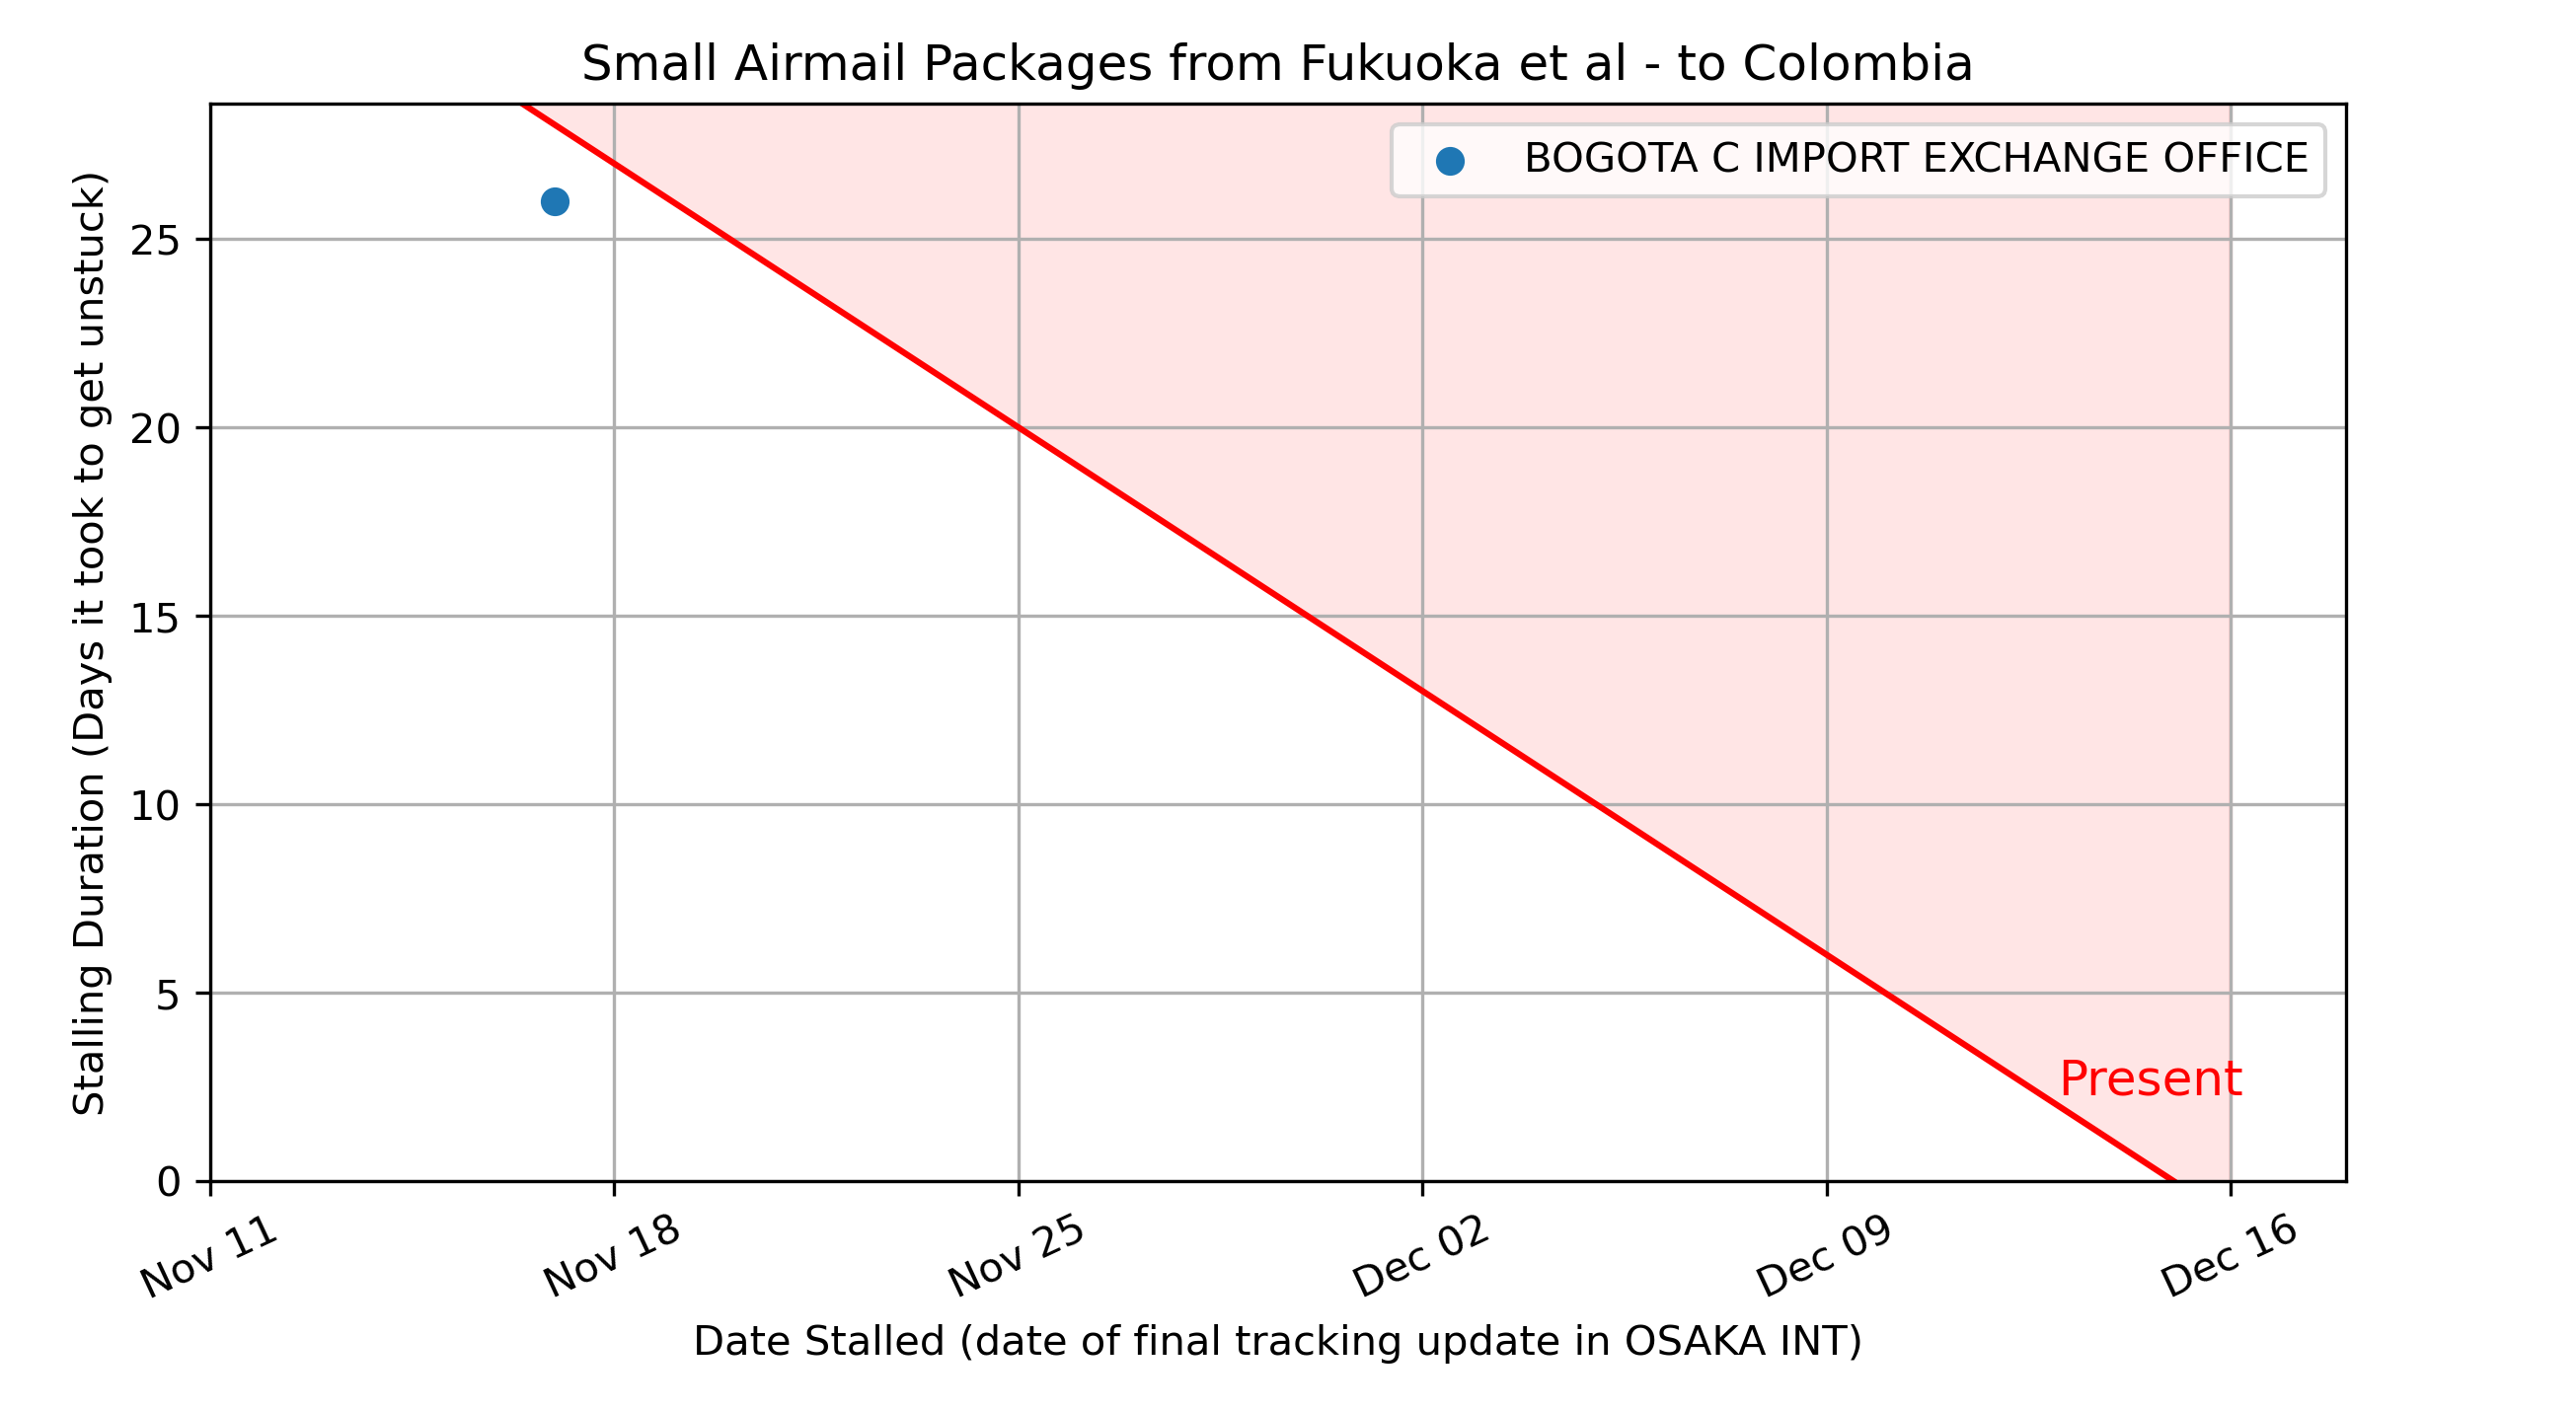 Small Airmail Packages from Fukuoka et al - to Colombia
BOGOTA C IMPORT EXCHANGE OFFICE
Stalling Duration (Days it took to get unstuck)
25
20
15
10
5
0
Present
Nov 11
Nov 18
Nov 25
Dec 02
Dec 09
Dec 16
Date Stalled (date of final tracking update in OSAKA INT)